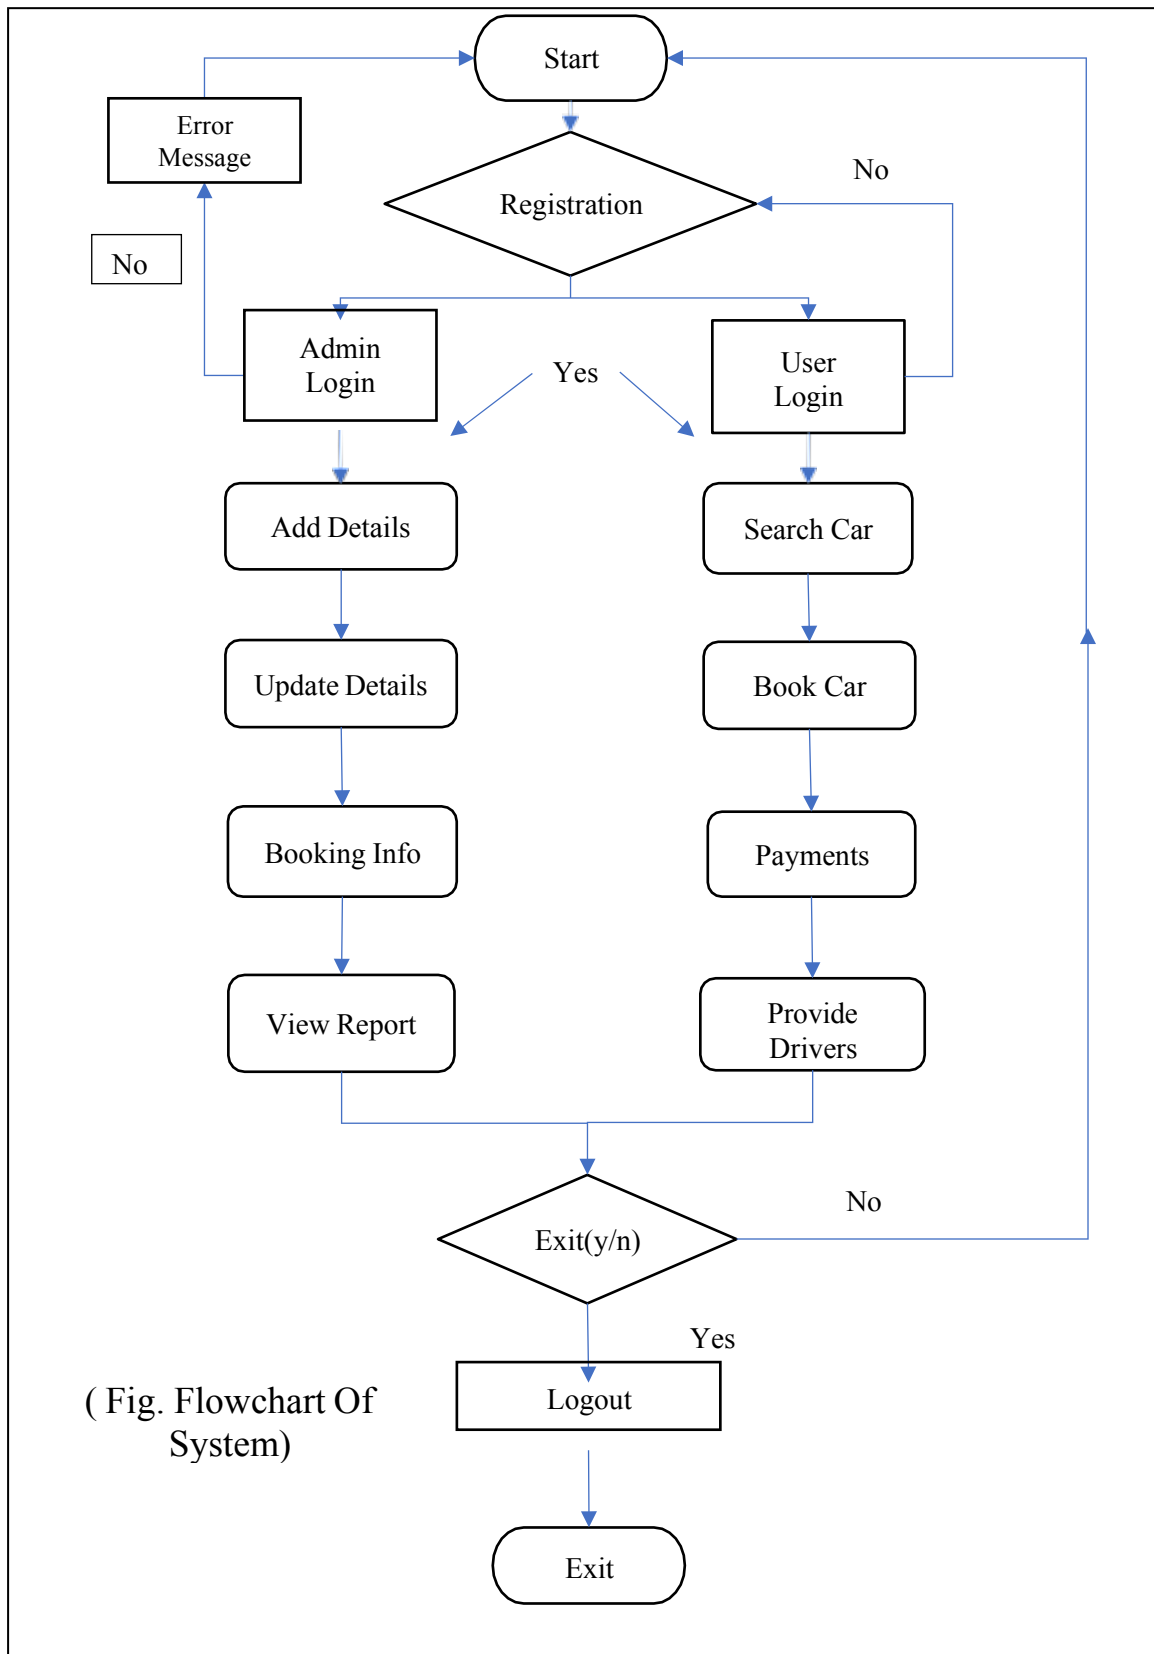 Start
Error
Message
No
Registration
No
Admin
Login
Yes
User
Login
Add Details
Search Car
Update Details
Book Car
Booking Info
Payments
View Report
Provide
Drivers
No
Exit(y/n)
Yes
Logout
( Fig. Flowchart Of
System)
Exit